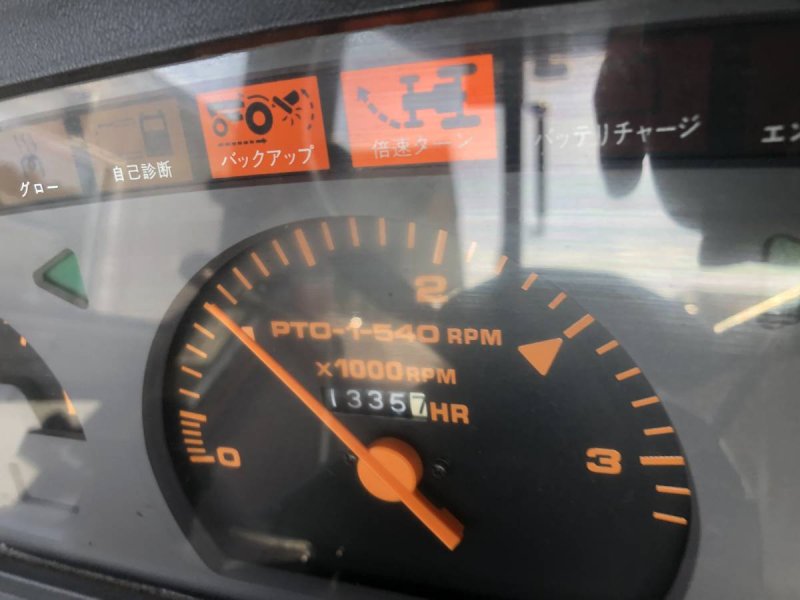 グロー
自己診断
バックアップ
倍速ターン
バッテリチャージ
エン
2
PTO-1-540 RPM
x1000RPM
13357HR
0
3